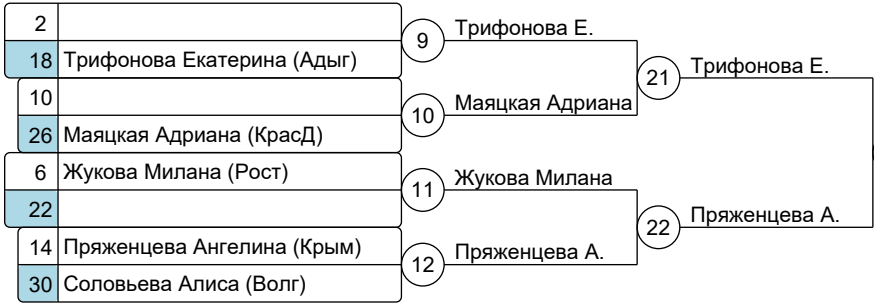 2
18 Трифонова Екатерина (Адыг)
9 Трифонова Е.
10
26 Маяцкая Адриана (КрасД)
10 Маяцкая Адриана
21 Трифонова Е.
6 Жукова Милана (Рост)
22
11 Жукова Милана
14 Пряженцева Ангелина (Крым)
30 Соловьева Алиса (Волг)
12 Пряженцева А.
22 Пряженцева А.